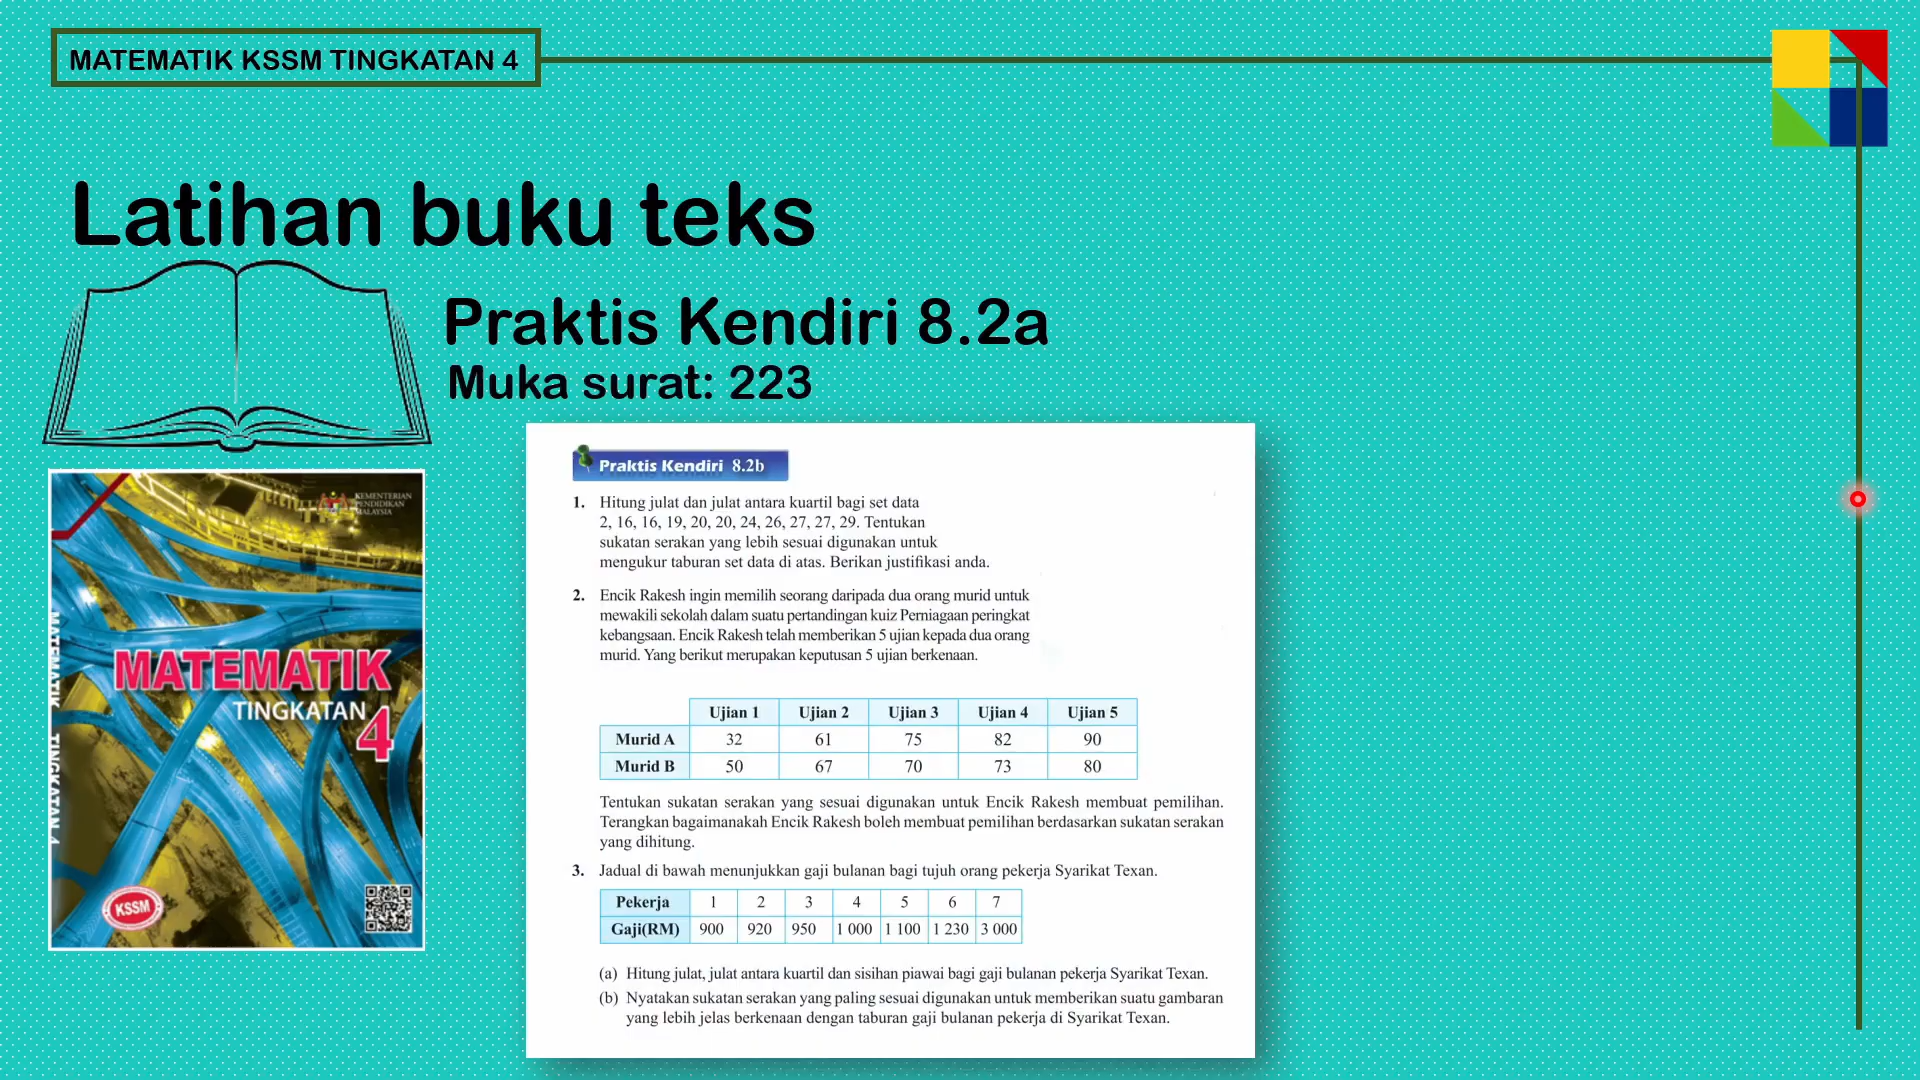 MATEMATIK KSSM TINGKATAN 4
Latihan buku teks
Praktis Kendiri 8.2a
Muka surat: 223
KEMENTERIAN
PENDIDIKAN
MALAYSIA
MATEMATIK
TINGKATAN 4
MATEMATIK TINGKATAN 4
KSSM
Praktis Kendiri 8.2b
1. Hitung julat dan julat antara kuartil bagi set data
2, 16, 16, 19, 20, 20, 24, 26, 27, 27, 29. Tentukan
sukatan serakan yang lebih sesuai digunakan untuk
mengukur taburan set data di atas. Berikan justifikasi anda.
2. Encik Rakesh ingin memilih seorang daripada dua orang murid untuk
mewakili sekolah dalam suatu pertandingan kuiz Perniagaan peringkat
kebangsaan. Encik Rakesh telah memberikan 5 ujian kepada dua orang
murid. Yang berikut merupakan keputusan 5 ujian berkenaan.
Ujian 1 Ujian 2 Ujian 3 Ujian 4 Ujian 5
Murid A 32 61 75 82 90
Murid B 50 67 70 73 80
Tentukan sukatan serakan yang sesuai digunakan untuk Encik Rakesh membuat pemilihan.
Terangkan bagaimanakah Encik Rakesh boleh membuat pemilihan berdasarkan sukatan serakan
yang dihitung.
3. Jadual di bawah menunjukkan gaji bulanan bagi tujuh orang pekerja Syarikat Texan.
Pekerja 1 2 3 4 5 6 7
Gaji(RM) 900 920 950 1 000 1 100 1 230 3 000
(a) Hitung julat, julat antara kuartil dan sisihan piawai bagi gaji bulanan pekerja Syarikat Texan.
(b) Nyatakan sukatan serakan yang paling sesuai digunakan untuk memberikan suatu gambaran
yang lebih jelas berkenaan dengan taburan gaji bulanan pekerja di Syarikat Texan.